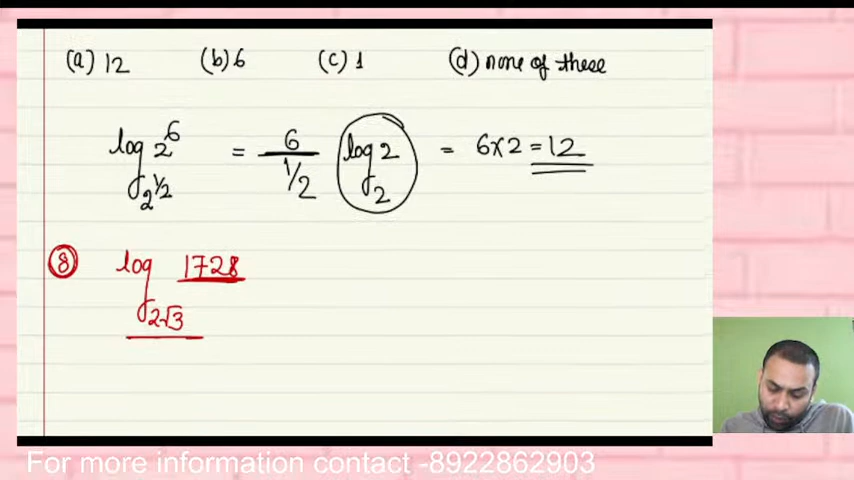 (a) 12 (b) 6 (c) 1 (d) none of these
log_{2^{1/2}} 2^6 = 6/(1/2) log_2 2 = 6×2=12
⑧ log_{2√3} 1728
For more information contact -8922862903